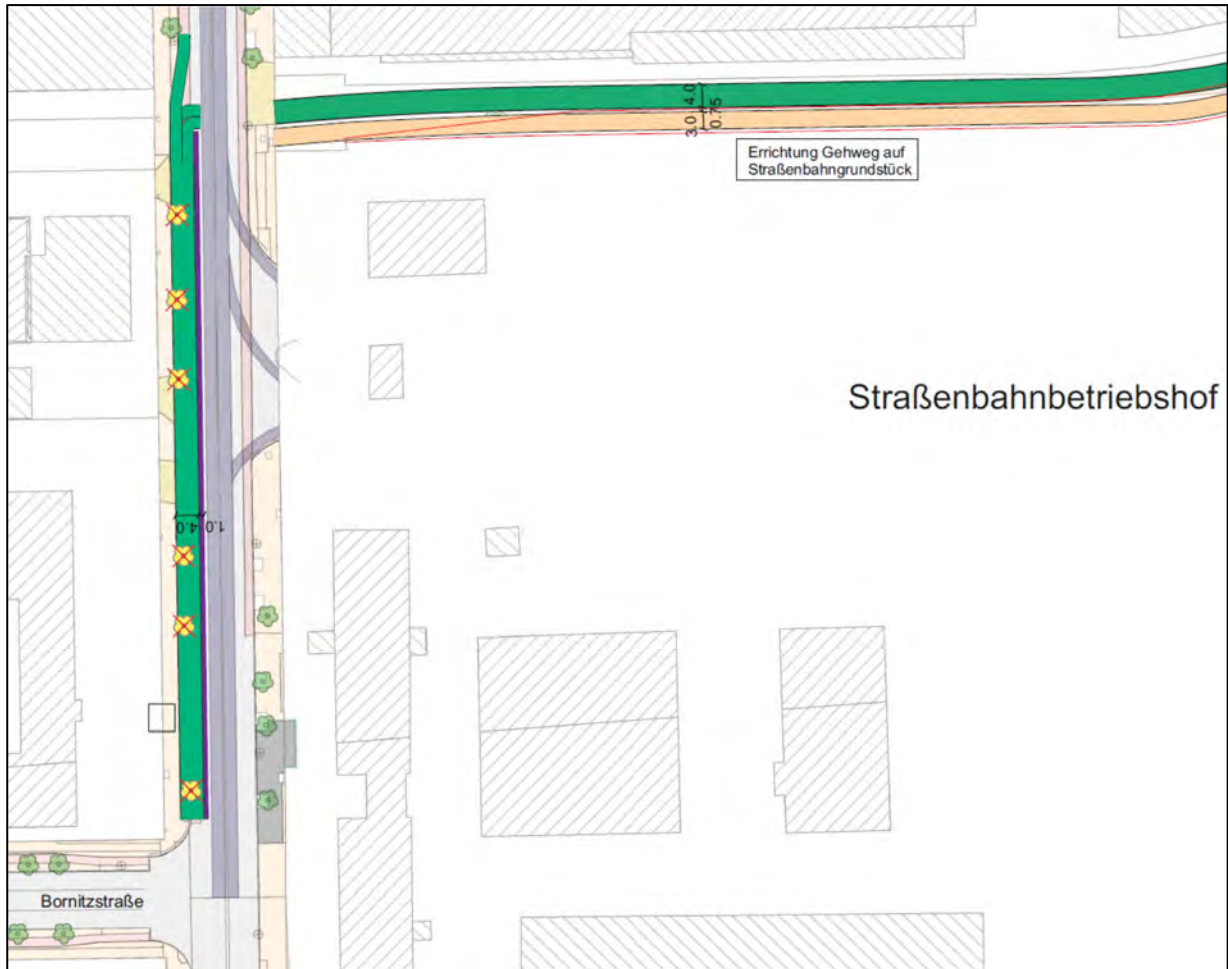 4.0
3.0
0.75
Errichtung Gehweg auf
Straßenbahngrundstück
Straßenbahnbetriebshof
4.0
1.0
Bornitzstraße